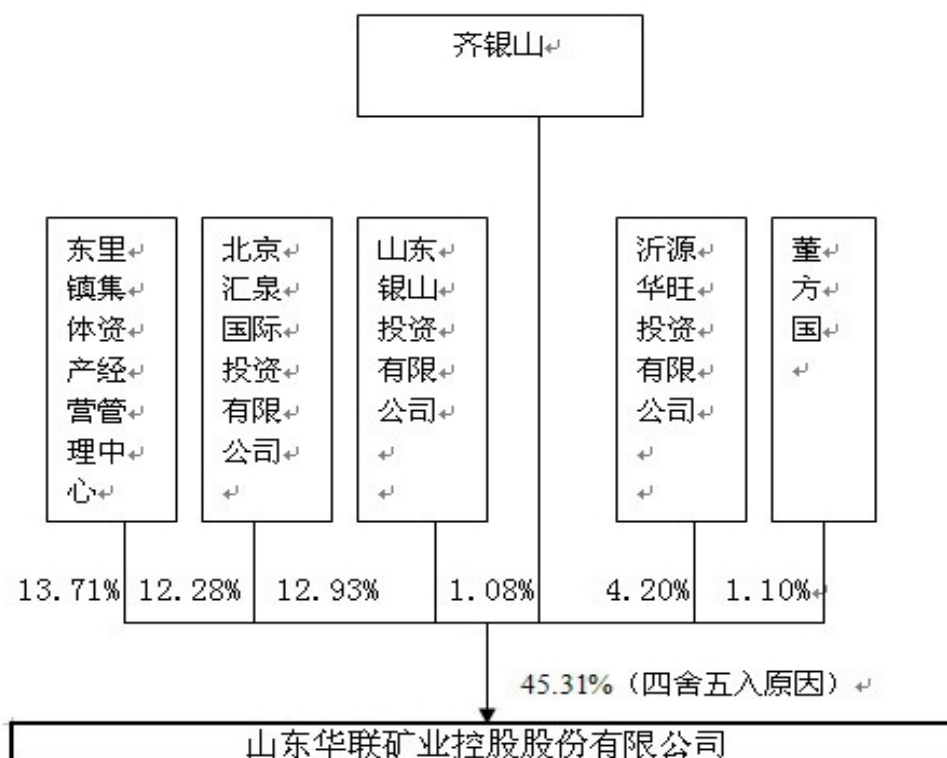 齐银山
东里
镇集
体资
产经
营管
理中
心
北京
汇泉
国际
投资
有限
公司
山东
银山
投资
有限
公司
沂源
华旺
投资
有限
公司
董
方
国
13.71% 12.28% 12.93% 1.08% 4.20% 1.10%
45.31%（四舍五入原因）
山东华联矿业控股股份有限公司